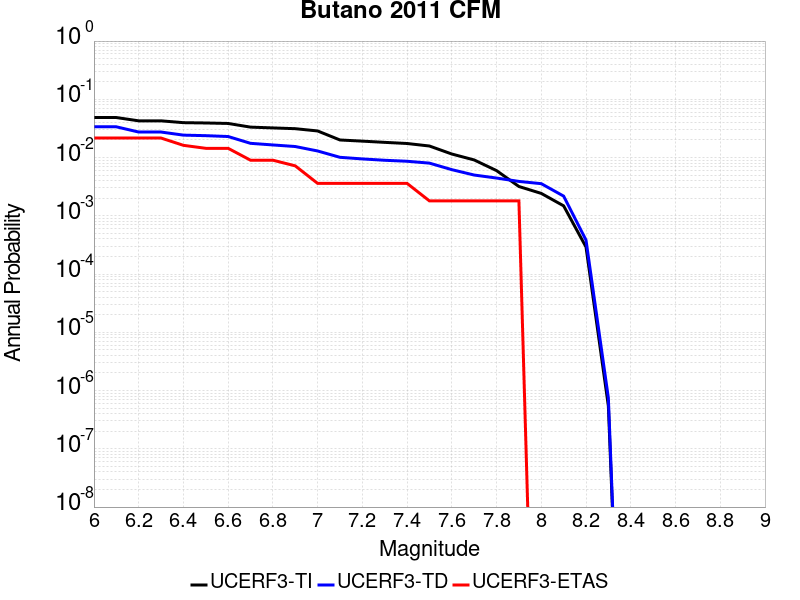 Butano 2011 CFM
10^0
10^-1
10^-2
10^-3
10^-4
10^-5
10^-6
10^-7
10^-8
Annual Probability
6 6.2 6.4 6.6 6.8 7 7.2 7.4 7.6 7.8 8 8.2 8.4 8.6 8.8 9
Magnitude
UCERF3-TI UCERF3-TD UCERF3-ETAS